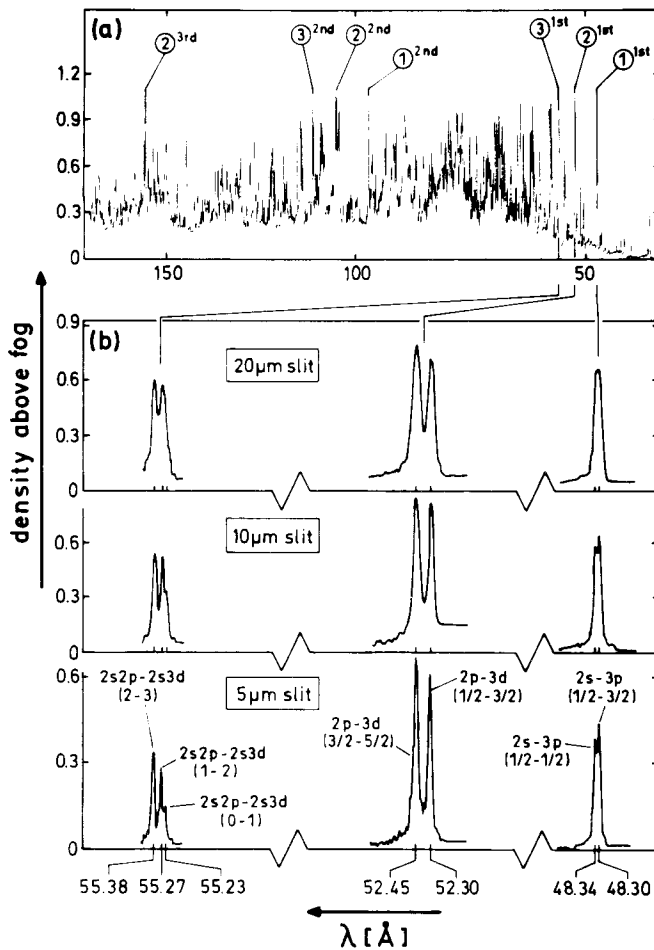 (a)
② 3rd
③ 2nd
② 2nd
① 2nd
③ 1st
② 1st
① 1st
1.2
0.9
0.6
0.3
0
150
100
50
density above fog
(b)
0.9
0.6
0.3
0
20μm slit
0.6
0.3
0
10μm slit
0.6
0.3
0
5μm slit
2s2p-2s3d
(2-3)
2s2p-2s3d
(1-2)
2s2p-2s3d
(0-1)
2p-3d
(3/2-5/2)
2p-3d
(1/2-3/2)
2s-3p
(1/2-3/2)
2s-3p
(1/2-1/2)
55.38
55.27
55.23
52.45
52.30
48.34
48.30
λ [Å]